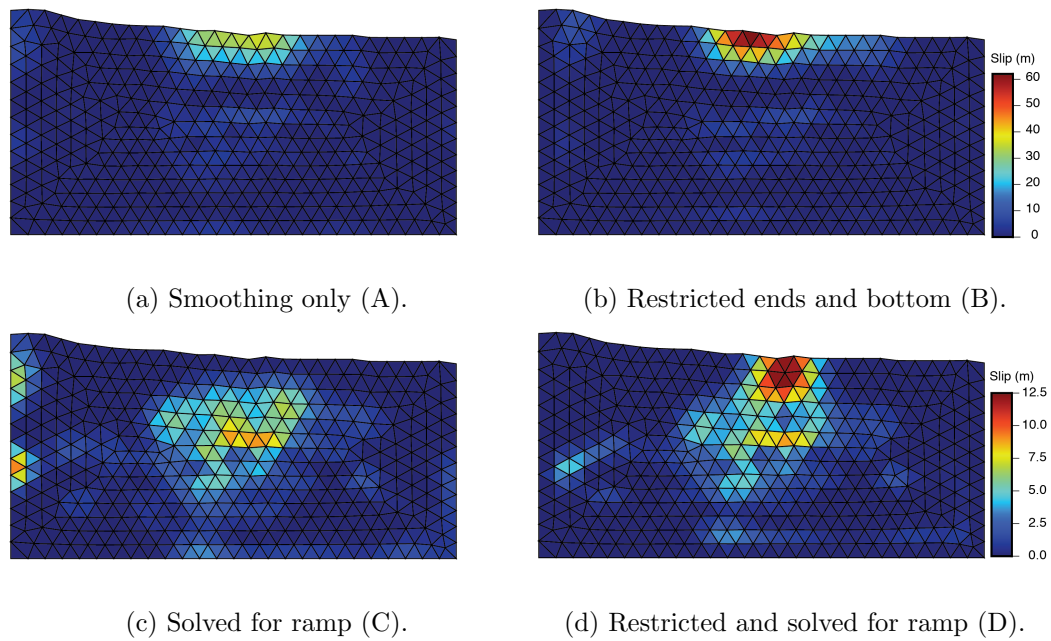 Slip (m)
60
50
40
30
20
10
0
(a) Smoothing only (A).
(b) Restricted ends and bottom (B).
Slip (m)
12.5
10.0
7.5
5.0
2.5
0.0
(c) Solved for ramp (C).
(d) Restricted and solved for ramp (D).